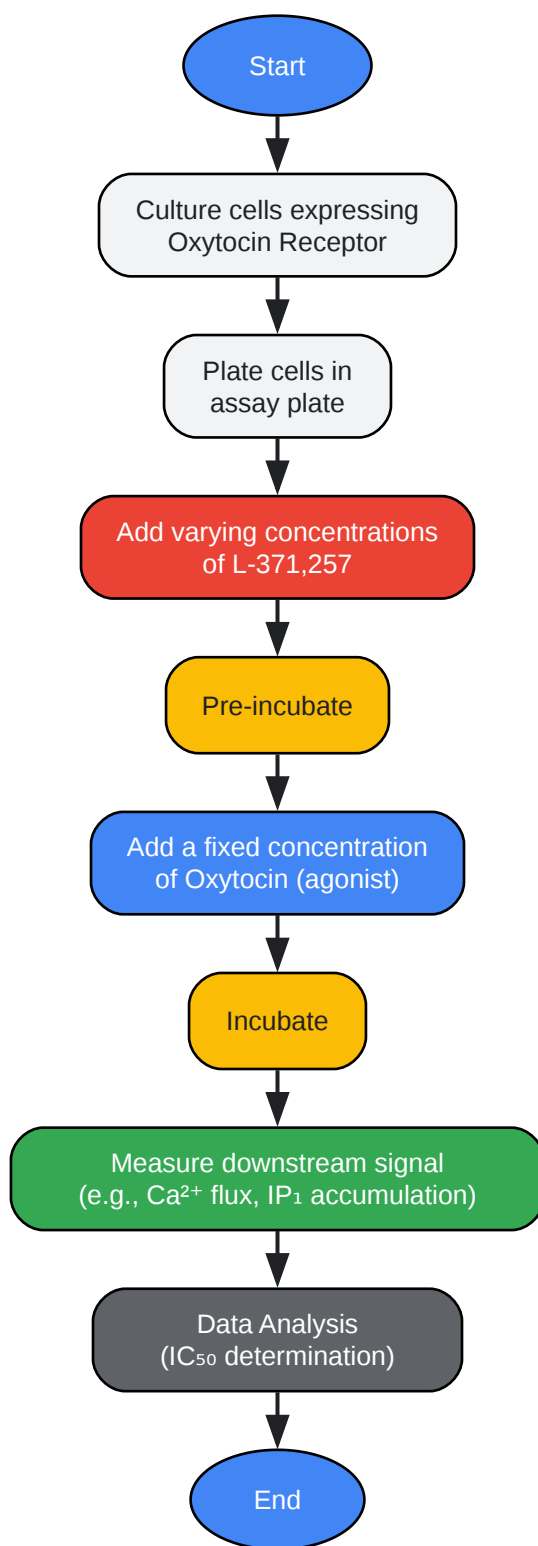 Start
Culture cells expressing
Oxytocin Receptor
Plate cells in
assay plate
Add varying concentrations
of L-371,257
Pre-incubate
Add a fixed concentration
of Oxytocin (agonist)
Incubate
Measure downstream signal
(e.g., Ca²⁺ flux, IP₁ accumulation)
Data Analysis
(IC₅₀ determination)
End